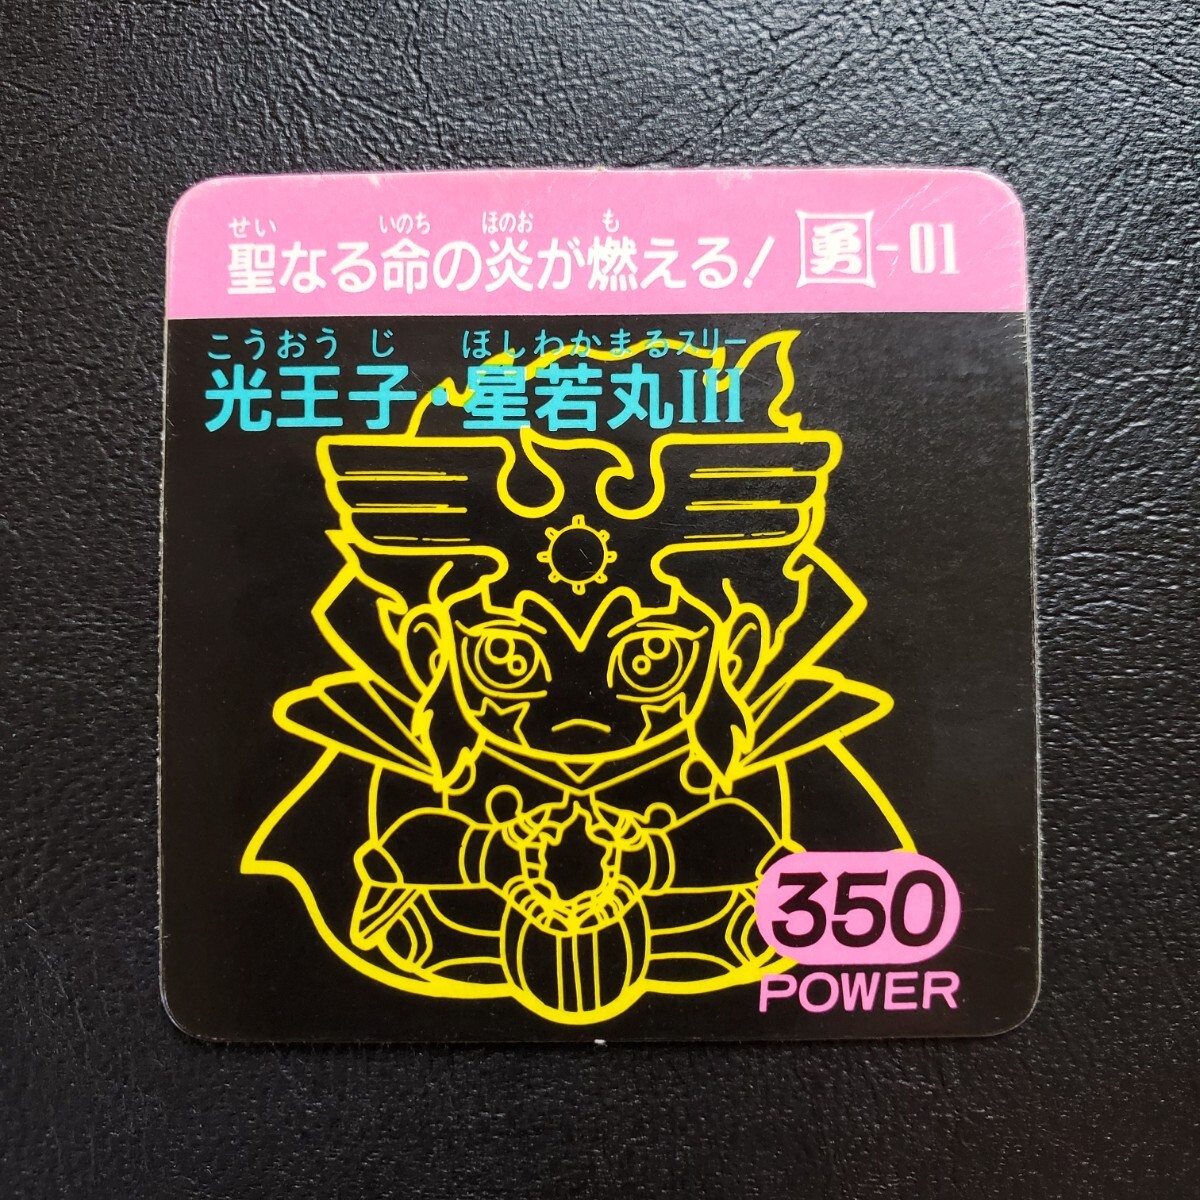 せい いのち ほのお も
聖なる命の炎が燃える! 勇-01
こうおうじ ほしわかまるスリー
光王子・星若丸III
350
POWER